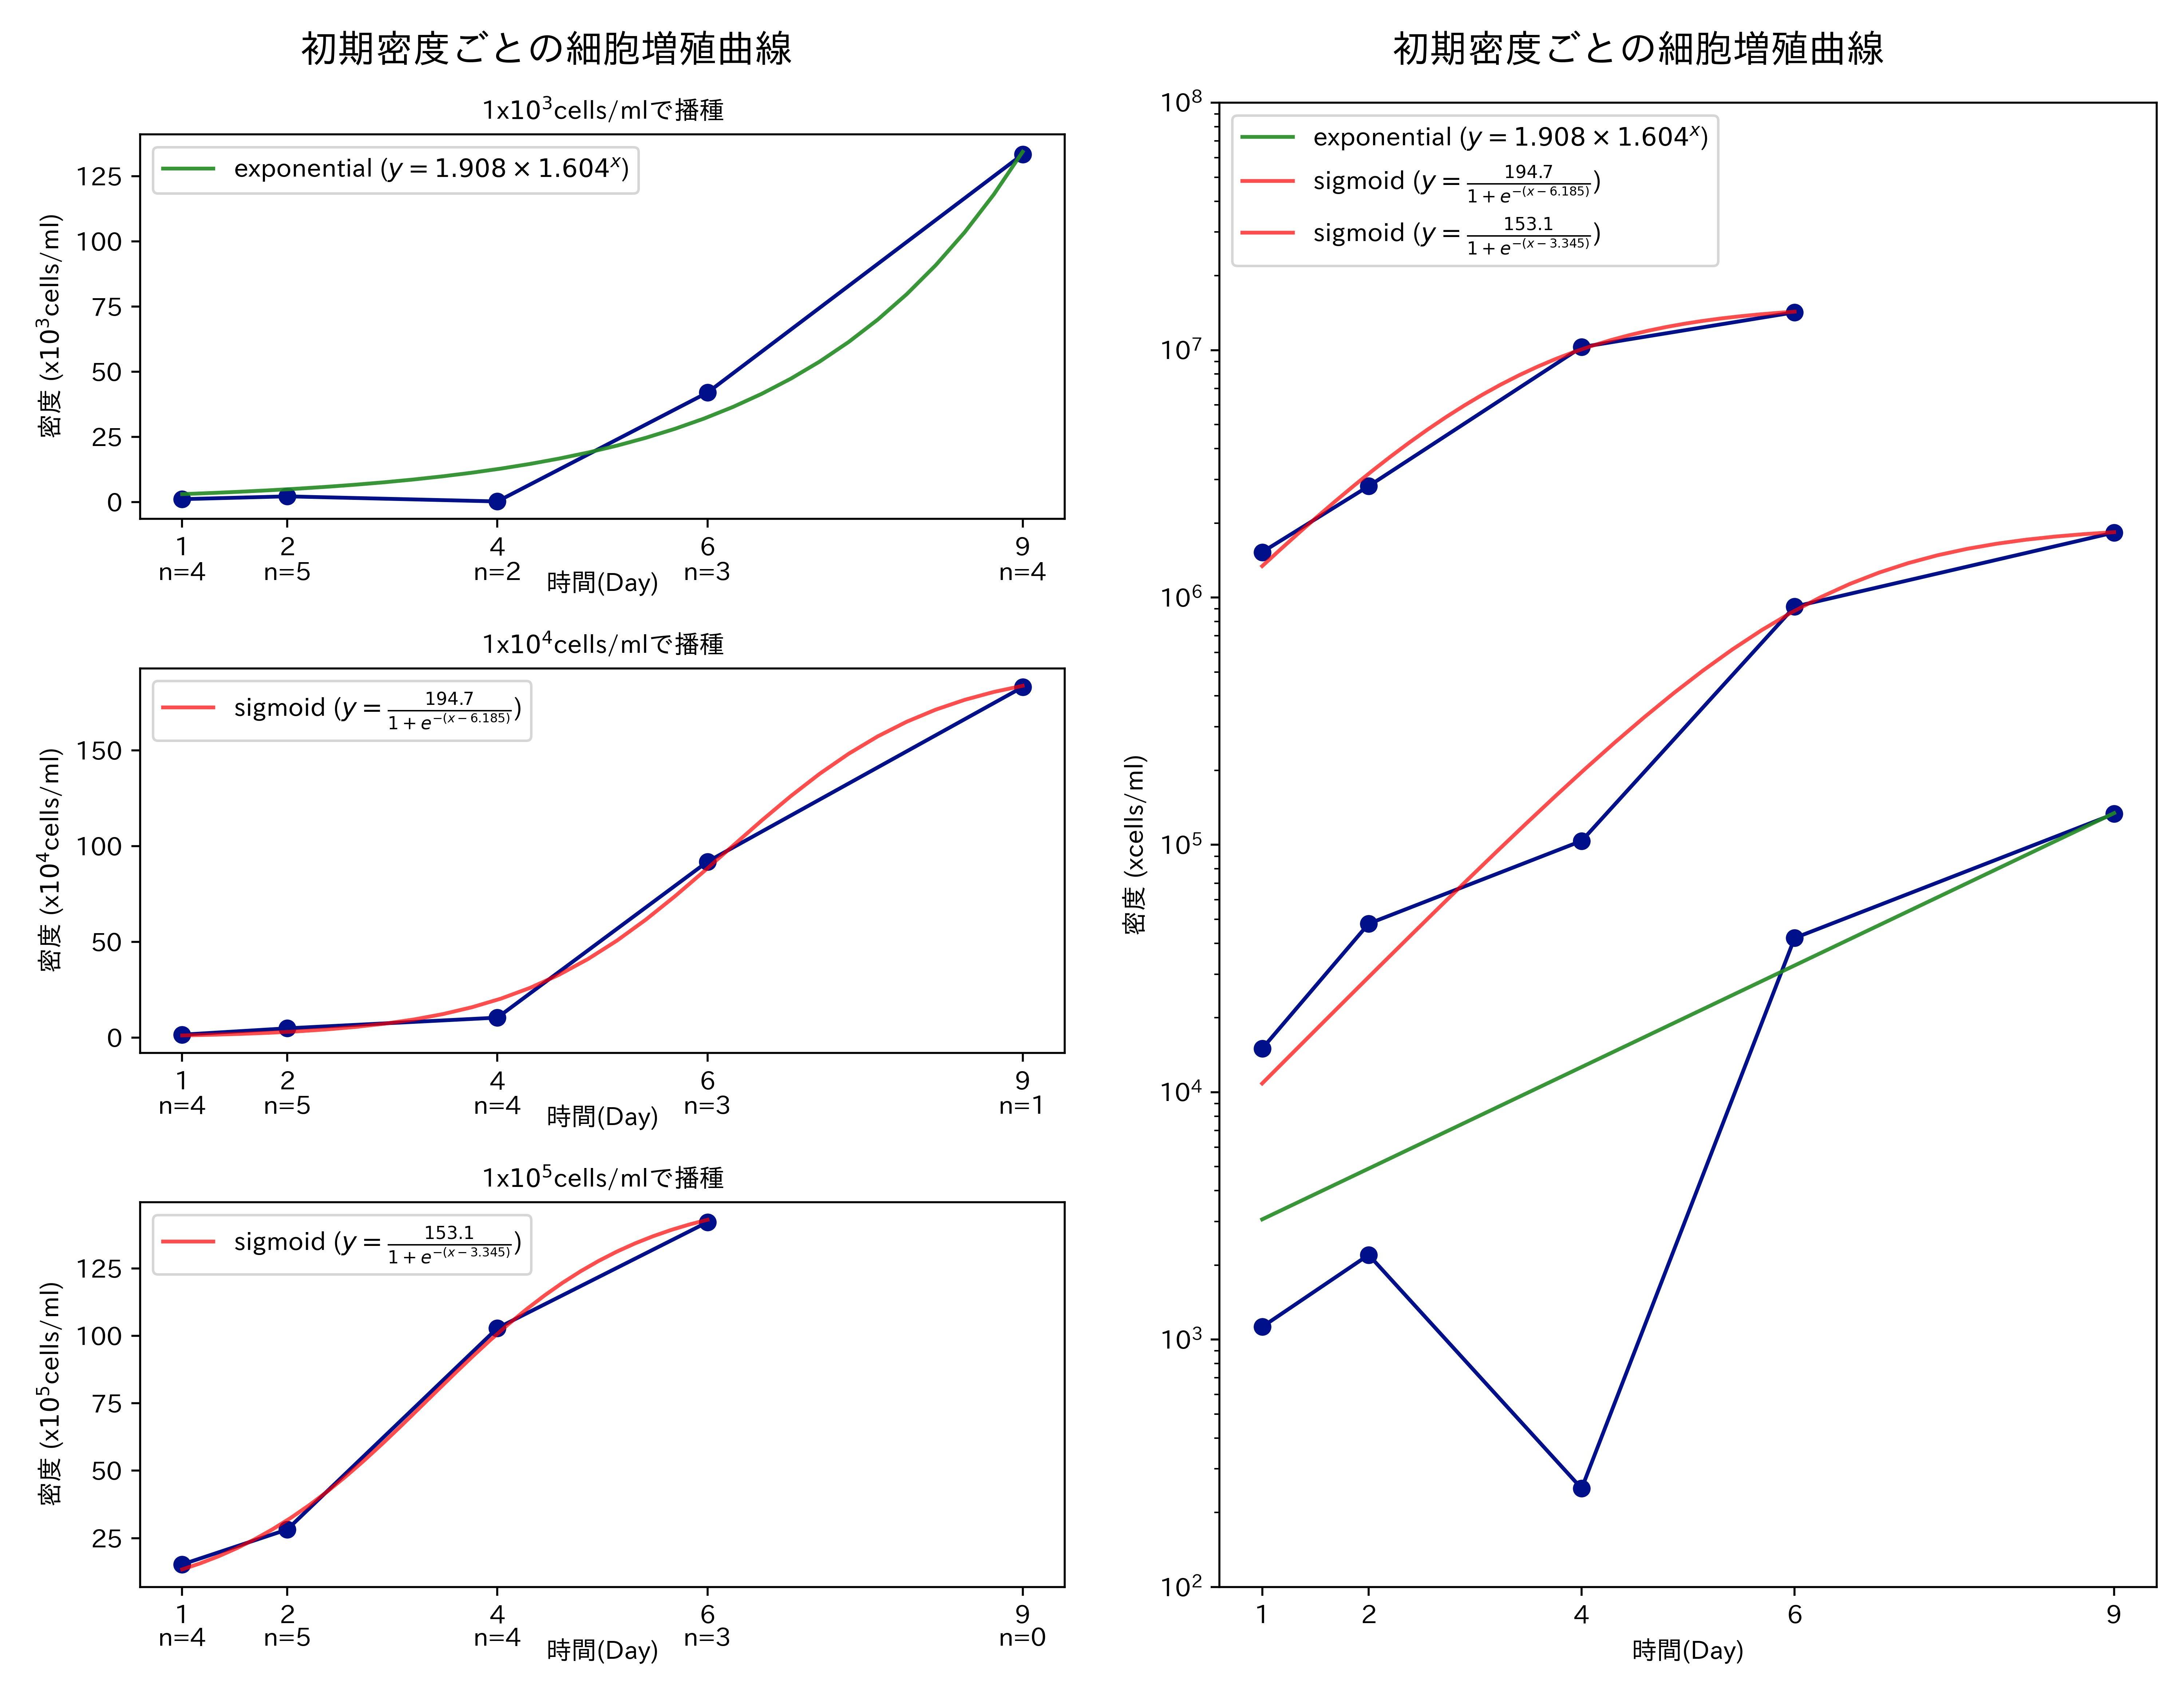 初期密度ごとの細胞増殖曲線
1x10³cells/mlで播種
exponential (y = 1.908 × 1.604ˣ)
密度 (x10³cells/ml)
125
100
75
50
25
0
1 2 4 6 9
n=4 n=5 n=2 n=3 n=4
時間(Day)
1x10⁴cells/mlで播種
sigmoid (y = 194.7 / 1 + e^−(x − 6.185))
密度 (x10⁴cells/ml)
150
100
50
0
1 2 4 6 9
n=4 n=5 n=4 n=3 n=1
時間(Day)
1x10⁵cells/mlで播種
sigmoid (y = 153.1 / 1 + e^−(x − 3.345))
密度 (x10⁵cells/ml)
125
100
75
50
25
1 2 4 6 9
n=4 n=5 n=4 n=3 n=0
時間(Day)
初期密度ごとの細胞増殖曲線
exponential (y = 1.908 × 1.604ˣ)
sigmoid (y = 194.7 / 1 + e^−(x − 6.185))
sigmoid (y = 153.1 / 1 + e^−(x − 3.345))
密度 (xcells/ml)
10⁸
10⁷
10⁶
10⁵
10⁴
10³
10²
1 2 4 6 9
時間(Day)